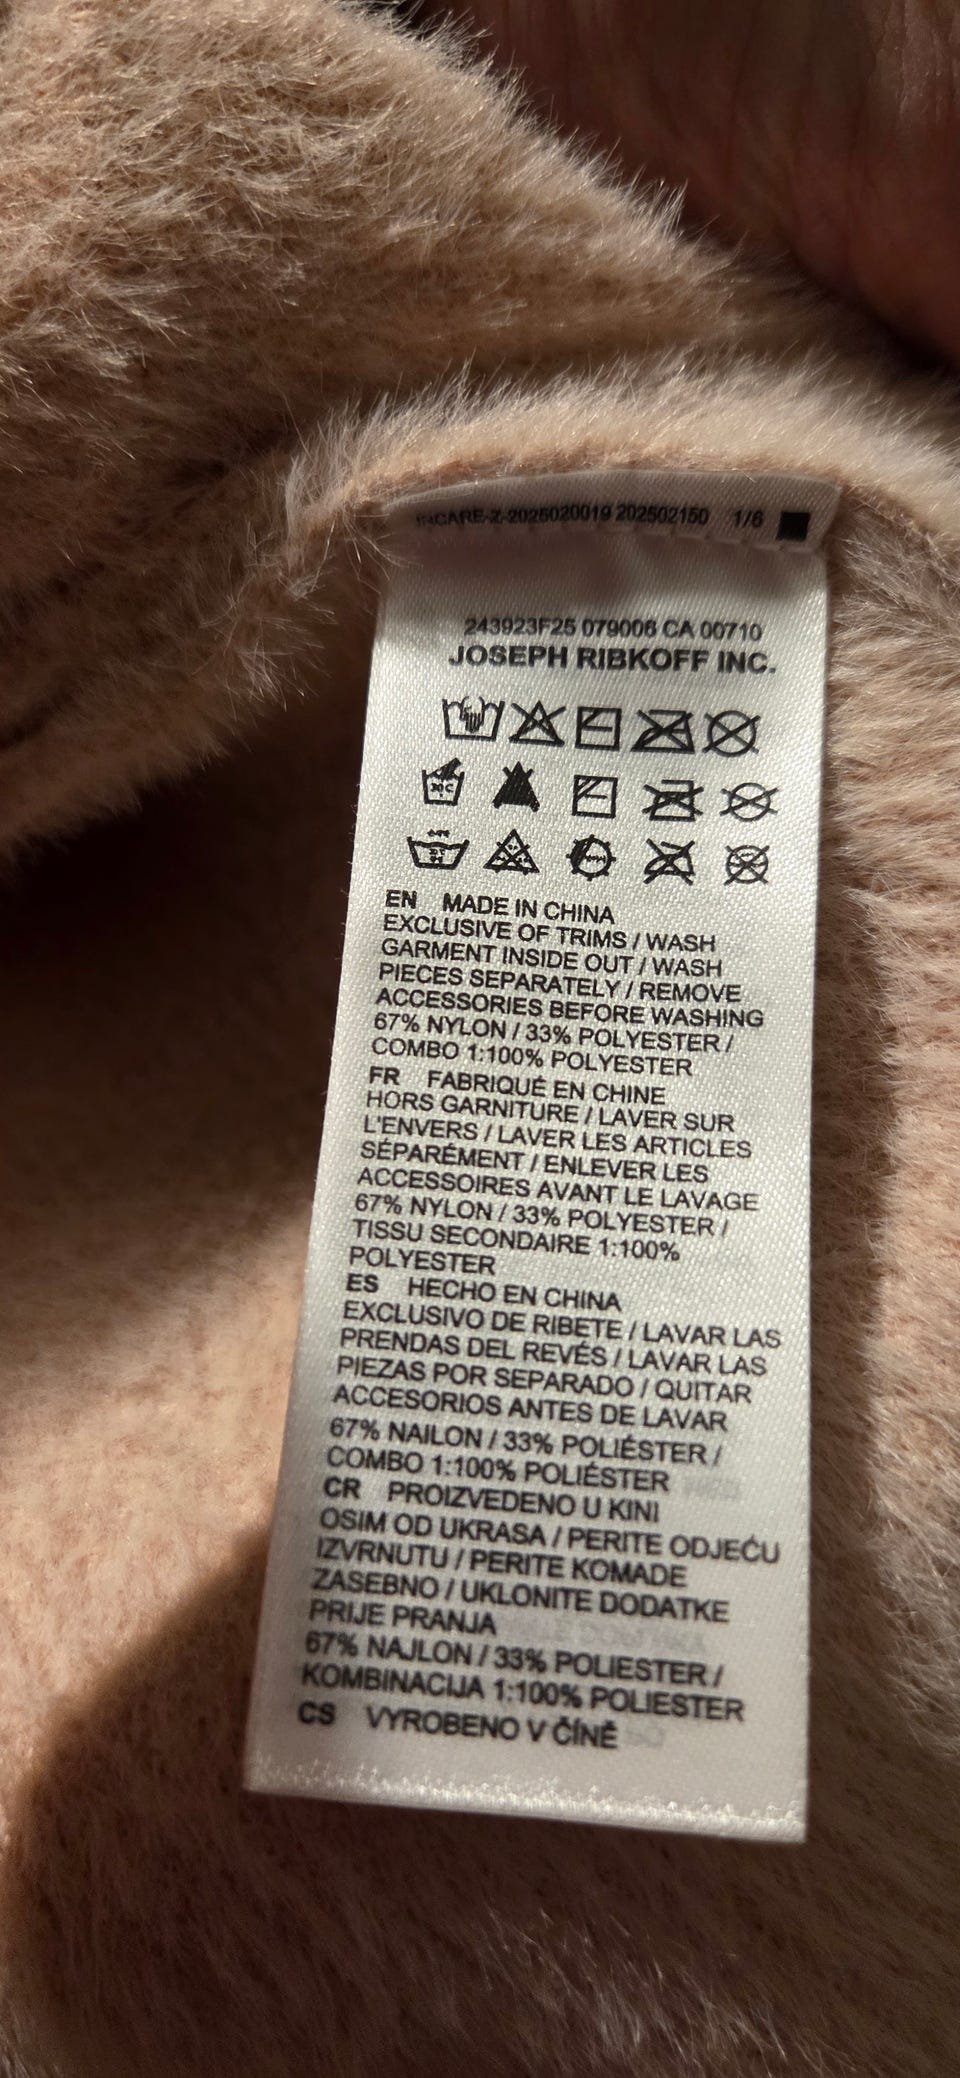 202502150 1/6
243923F25 079006 CA 00710
JOSEPH RIBKOFF INC.
30°C
EN MADE IN CHINA
EXCLUSIVE OF TRIMS / WASH
GARMENT INSIDE OUT / WASH
PIECES SEPARATELY / REMOVE
ACCESSORIES BEFORE WASHING
67% NYLON / 33% POLYESTER /
COMBO 1:100% POLYESTER
FR FABRIQUÉ EN CHINE
HORS GARNITURE / LAVER SUR
L'ENVERS / LAVER LES ARTICLES
SÉPARÉMENT / ENLEVER LES
ACCESSOIRES AVANT LE LAVAGE
67% NYLON / 33% POLYESTER /
TISSU SECONDAIRE 1:100%
POLYESTER
ES HECHO EN CHINA
EXCLUSIVO DE RIBETE / LAVAR LAS
PRENDAS DEL REVÉS / LAVAR LAS
PIEZAS POR SEPARADO / QUITAR
ACCESORIOS ANTES DE LAVAR
67% NAILON / 33% POLIÉSTER /
COMBO 1:100% POLIÉSTER
CR PROIZVEDENO U KINI
OSIM OD UKRASA / PERITE ODJEĆU
IZVRNUTU / PERITE KOMADE
ZASEBNO / UKLONITE DODATKE
PRIJE PRANJA
67% NAJLON / 33% POLIESTER /
KOMBINACIJA 1:100% POLIESTER
CS VYROBENO V ČÍNĚ